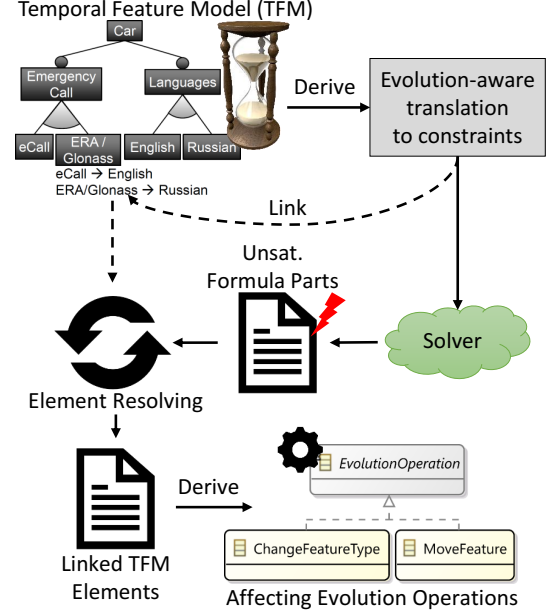 Temporal Feature Model (TFM)
Car
Emergency
Call
Languages
eCall
ERA /
Glonass
English
Russian
eCall → English
ERA/Glonass → Russian
Derive
Evolution-aware
translation
to constraints
Link
Unsat.
Formula Parts
Solver
Element Resolving
Linked TFM
Elements
Derive
EvolutionOperation
ChangeFeatureType
MoveFeature
Affecting Evolution Operations